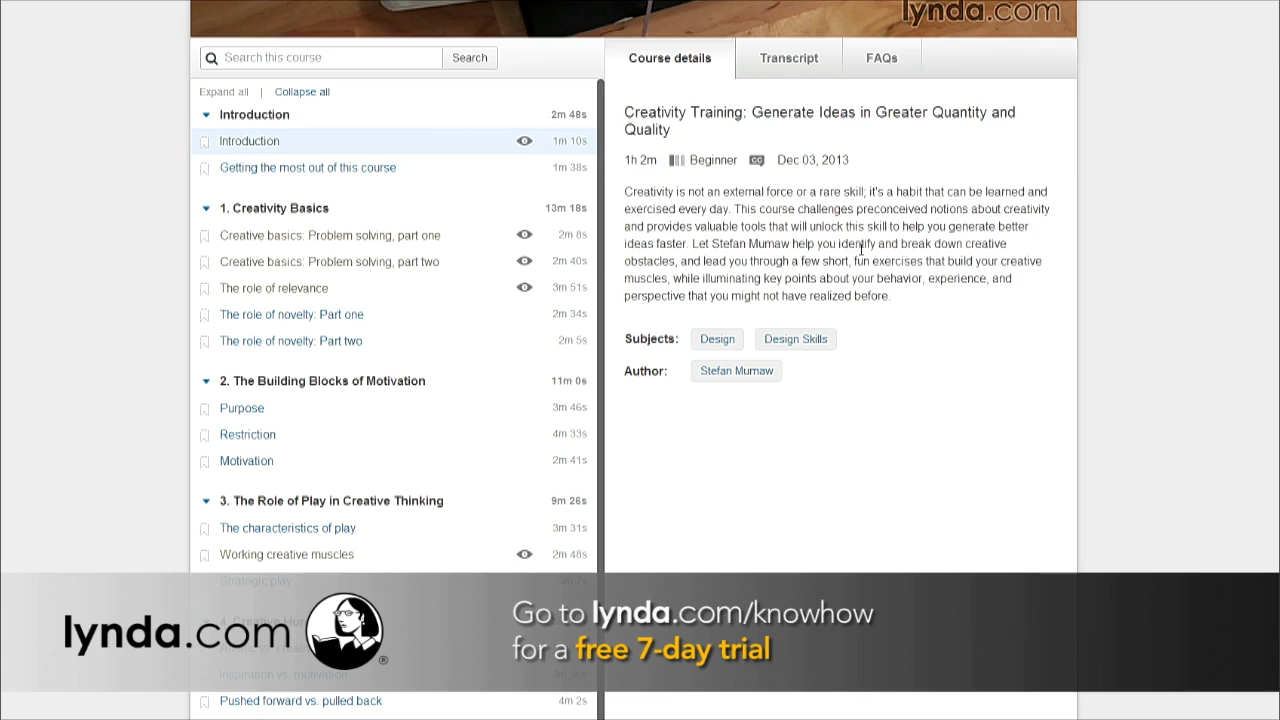 lynda.com
Search this course
Search
Expand all | Collapse all
Introduction 2m 48s
Introduction 1m 10s
Getting the most out of this course 1m 38s
1. Creativity Basics 13m 18s
Creative basics: Problem solving, part one 2m 8s
Creative basics: Problem solving, part two 2m 40s
The role of relevance 3m 51s
The role of novelty: Part one 2m 34s
The role of novelty: Part two 2m 5s
2. The Building Blocks of Motivation 11m 0s
Purpose 3m 46s
Restriction 4m 33s
Motivation 2m 41s
3. The Role of Play in Creative Thinking 9m 26s
The characteristics of play 3m 31s
Working creative muscles 2m 48s
Strategic play
Inspiration vs. motivation
Pushed forward vs. pulled back 4m 2s
Course details Transcript FAQs
Creativity Training: Generate Ideas in Greater Quantity and
Quality
1h 2m Beginner CC Dec 03, 2013
Creativity is not an external force or a rare skill; it's a habit that can be learned and
exercised every day. This course challenges preconceived notions about creativity
and provides valuable tools that will unlock this skill to help you generate better
ideas faster. Let Stefan Mumaw help you identify and break down creative
obstacles, and lead you through a few short, fun exercises that build your creative
muscles, while illuminating key points about your behavior, experience, and
perspective that you might not have realized before.
Subjects: Design Design Skills
Author: Stefan Mumaw
lynda.com ®
Go to lynda.com/knowhow
for a free 7-day trial